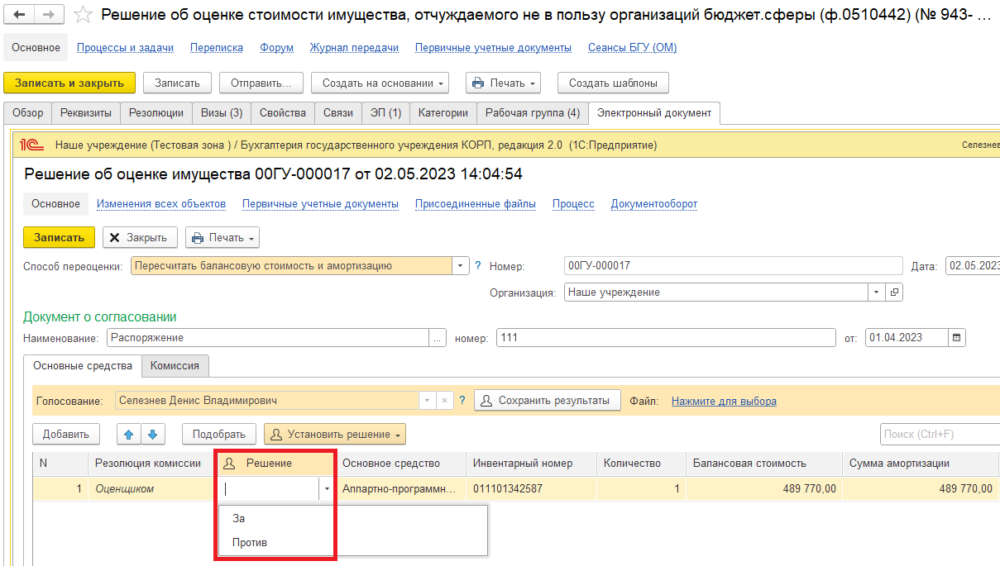 Решение об оценке стоимости имущества, отчуждаемого не в пользу организаций бюджет.сферы (ф.0510442) (№ 943- ...
Основное Процессы и задачи Переписка Форум Журнал передачи Первичные учетные документы Сеансы БГУ (ОМ)
Записать и закрыть Записать Отправить... Создать на основании Печать Создать шаблоны
Обзор Реквизиты Резолюции Визы (3) Свойства Связи ЭП (1) Категории Рабочая группа (4) Электронный документ
1С Наше учреждение (Тестовая зона ) / Бухгалтерия государственного учреждения КОРП, редакция 2.0 (1С:Предприятие) Селезнев
Решение об оценке имущества 00ГУ-000017 от 02.05.2023 14:04:54
Основное Изменения всех объектов Первичные учетные документы Присоединенные файлы Процесс Документооборот
Записать Закрыть Печать
Способ переоценки: Пересчитать балансовую стоимость и амортизацию ? Номер: 00ГУ-000017 Дата: 02.05.2023
Организация: Наше учреждение
Документ о согласовании
Наименование: Распоряжение ... номер: 111 от: 01.04.2023
Основные средства Комиссия
Голосование: Селезнев Денис Владимирович ? Сохранить результаты Файл: Нажмите для выбора
Добавить Подобрать Установить решение Поиск (Ctrl+F)
N Резолюция комиссии Решение Основное средство Инвентарный номер Количество Балансовая стоимость Сумма амортизации
1 Оценщиком Аппартно-программн... 011101342587 1 489 770,00 489 770,00
За
Против